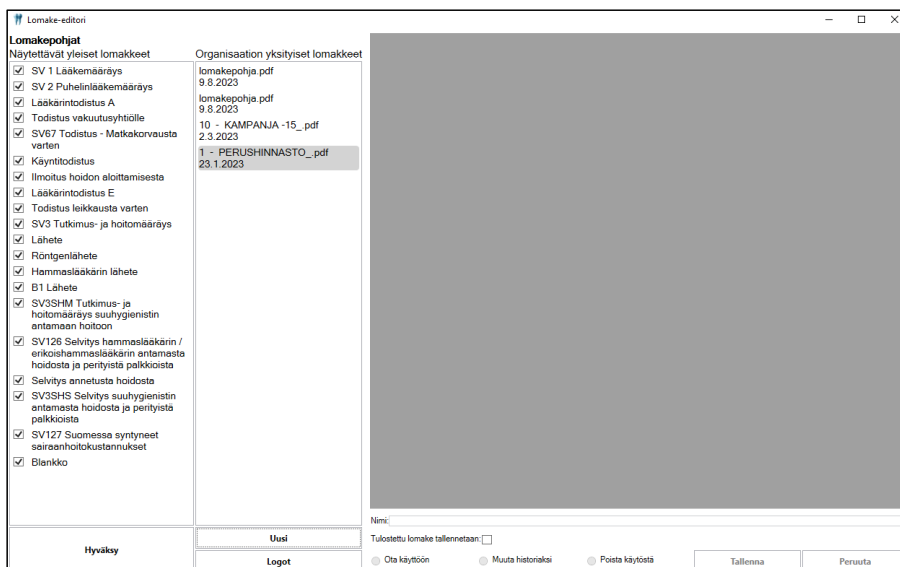 Lomake-editori
Lomakepohjat
Näytettävät yleiset lomakkeet
SV 1 Lääkemääräys
SV 2 Puhelinlääkemääräys
Lääkärintodistus A
Todistus vakuutusyhtiölle
SV67 Todistus - Matkakorvausta
varten
Käyntitodistus
Ilmoitus hoidon aloittamisesta
Lääkärintodistus E
Todistus leikkausta varten
SV3 Tutkimus- ja hoitomääräys
Lähete
Röntgenlähete
Hammaslääkärin lähete
B1 Lähete
SV3SHM Tutkimus- ja
hoitomääräys suuhygienistin
antamaan hoitoon
SV126 Selvitys hammaslääkärin /
erikoishammaslääkärin antamasta
hoidosta ja perityistä palkkioista
Selvitys annetusta hoidosta
SV3SHS Selvitys suuhygienistin
antamasta hoidosta ja perityistä
palkkioista
SV127 Suomessa syntyneet
sairaanhoitokustannukset
Blankko
Hyväksy
Organisaation yksityiset lomakkeet
lomakepohja.pdf
9.8.2023
lomakepohja.pdf
9.8.2023
10 - KAMPANJA -15_.pdf
2.3.2023
1 - PERUSHINNASTO_.pdf
23.1.2023
Uusi
Logot
Nimi:
Tulostettu lomake tallennetaan:
Ota käyttöön Muuta historiaksi Poista käytöstä Tallenna Peruuta